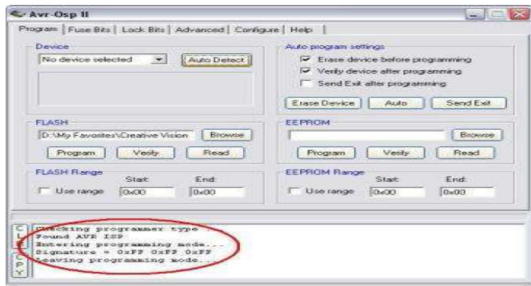 Avr-Osp II
Program Fuse Bits Lock Bits Advanced Configure Help
Device
No device selected Auto Detect
Auto program settings
Erase device before programming
Verify device after programming
Send Exit after programming
Erase Device Auto Send Exit
FLASH
D:\My Favorites\Creative Vision Browse
Program Verify Read
EEPROM
Browse
Program Verify Read
FLASH Range
Start: End:
Use range 0x00 0x00
EEPROM Range
Start: End:
Use range 0x00 0x00
Checking programmer type
Found AVR ISP
Entering programming mode...
Signature = 0xFF 0xFF 0xFF
Leaving programming mode...
C
L
R
C
P
Y